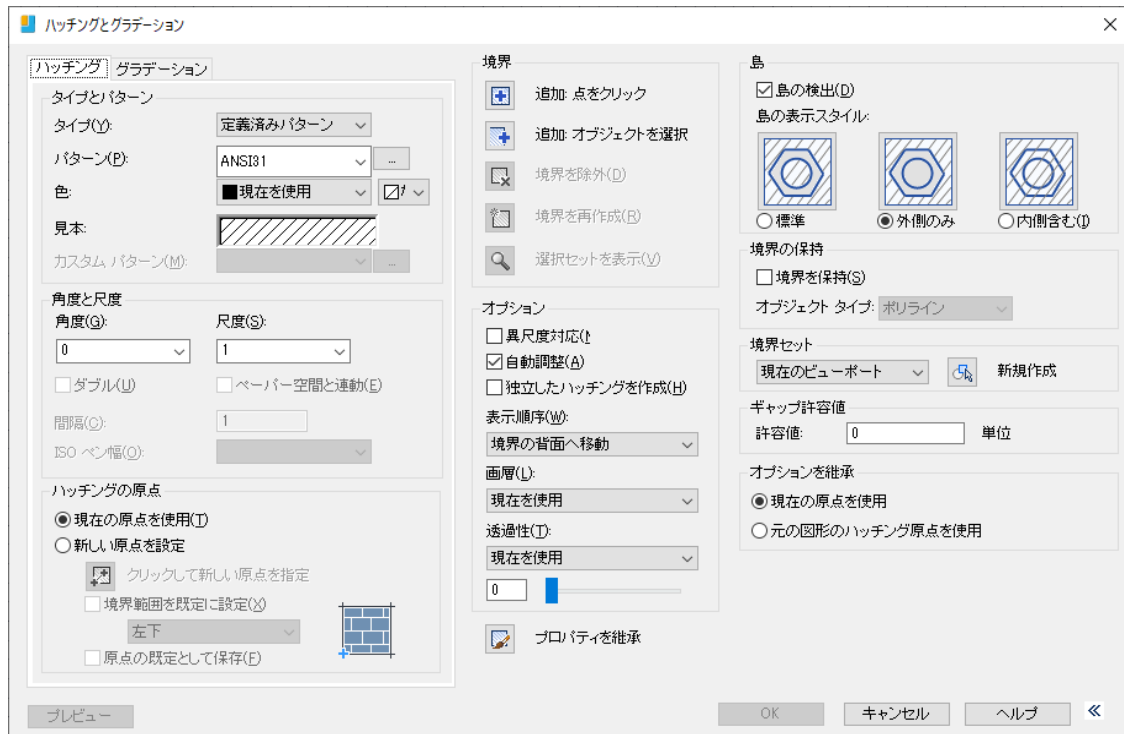 ハッチングとグラデーション
ハッチング グラデーション
タイプとパターン
タイプ(Y): 定義済みパターン
パターン(P): ANSI31 ...
色: 現在を使用
見本:
カスタム パターン(M): ...
角度と尺度
角度(G): 尺度(S):
0 1
ダブル(U) ペーパー空間と連動(E)
間隔(C): 1
ISO ペン幅(O):
ハッチングの原点
現在の原点を使用(T)
新しい原点を設定
クリックして新しい原点を指定
境界範囲を既定に設定(X)
左下
原点の既定として保存(F)
プレビュー
境界
追加: 点をクリック
追加: オブジェクトを選択
境界を除外(D)
境界を再作成(R)
選択セットを表示(V)
オプション
異尺度対応(
自動調整(A)
独立したハッチングを作成(H)
表示順序(W):
境界の背面へ移動
画層(L):
現在を使用
透過性(T):
現在を使用
0
プロパティを継承
島
島の検出(D)
島の表示スタイル:
標準 外側のみ 内側含む(I)
境界の保持
境界を保持(S)
オブジェクト タイプ: ポリライン
境界セット
現在のビューポート 新規作成
ギャップ許容値
許容値: 0 単位
オプションを継承
現在の原点を使用
元の図形のハッチング原点を使用
OK キャンセル ヘルプ